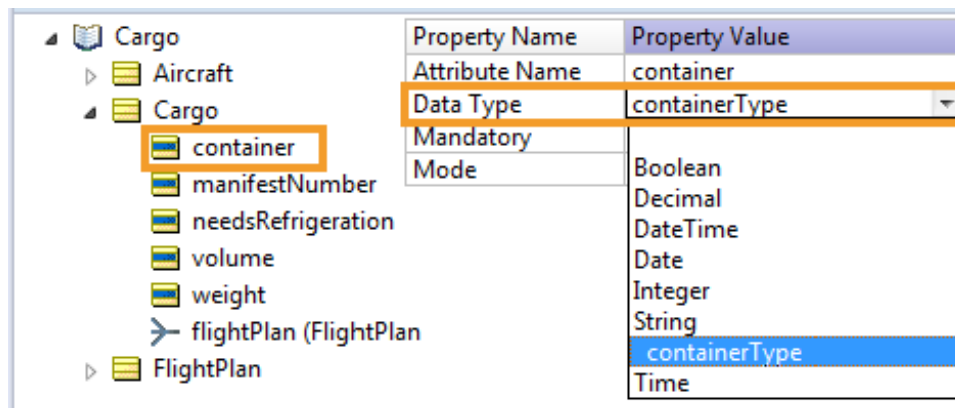 Cargo
Aircraft
Cargo
container
manifestNumber
needsRefrigeration
volume
weight
flightPlan (FlightPlan
FlightPlan
Property Name Property Value
Attribute Name container
Data Type containerType
Mandatory
Mode
Boolean
Decimal
DateTime
Date
Integer
String
containerType
Time